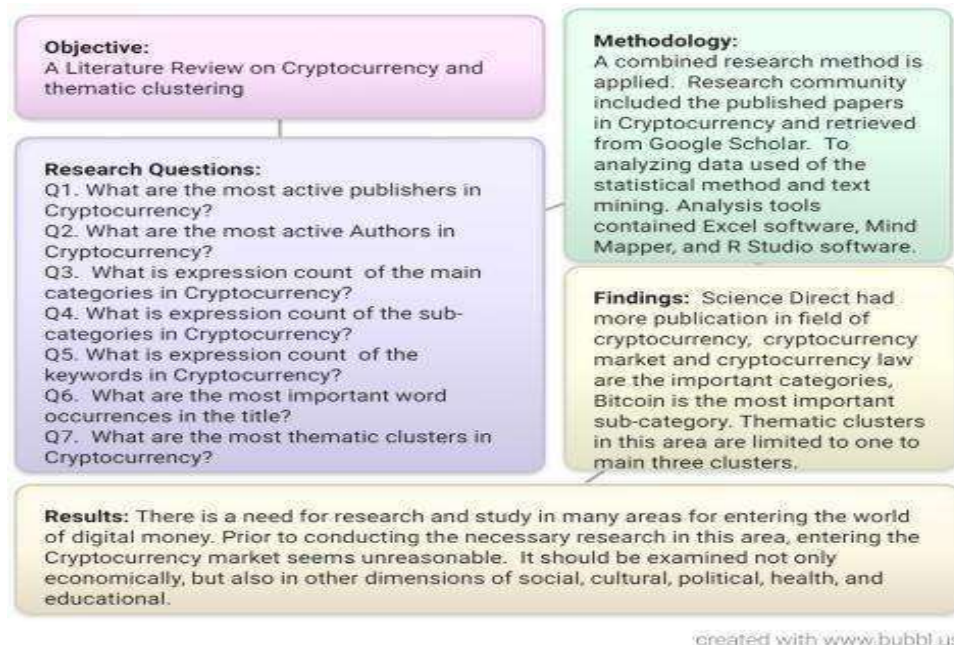 Objective:
A Literature Review on Cryptocurrency and
thematic clustering
Research Questions:
Q1. What are the most active publishers in
Cryptocurrency?
Q2. What are the most active Authors in
Cryptocurrency?
Q3. What is expression count of the main
categories in Cryptocurrency?
Q4. What is expression count of the sub-
categories in Cryptocurrency?
Q5. What is expression count of the
keywords in Cryptocurrency?
Q6. What are the most important word
occurrences in the title?
Q7. What are the most thematic clusters in
Cryptocurrency?
Methodology:
A combined research method is
applied. Research community
included the published papers
in Cryptocurrency and retrieved
from Google Scholar. To
analyzing data used of the
statistical method and text
mining. Analysis tools
contained Excel software, Mind
Mapper, and R Studio software.
Findings: Science Direct had
more publication in field of
cryptocurrency, cryptocurrency
market and cryptocurrency law
are the important categories,
Bitcoin is the most important
sub-category. Thematic clusters
in this area are limited to one to
main three clusters.
Results: There is a need for research and study in many areas for entering the world
of digital money. Prior to conducting the necessary research in this area, entering the
Cryptocurrency market seems unreasonable. It should be examined not only
economically, but also in other dimensions of social, cultural, political, health, and
educational.
created with www.bubbl.us